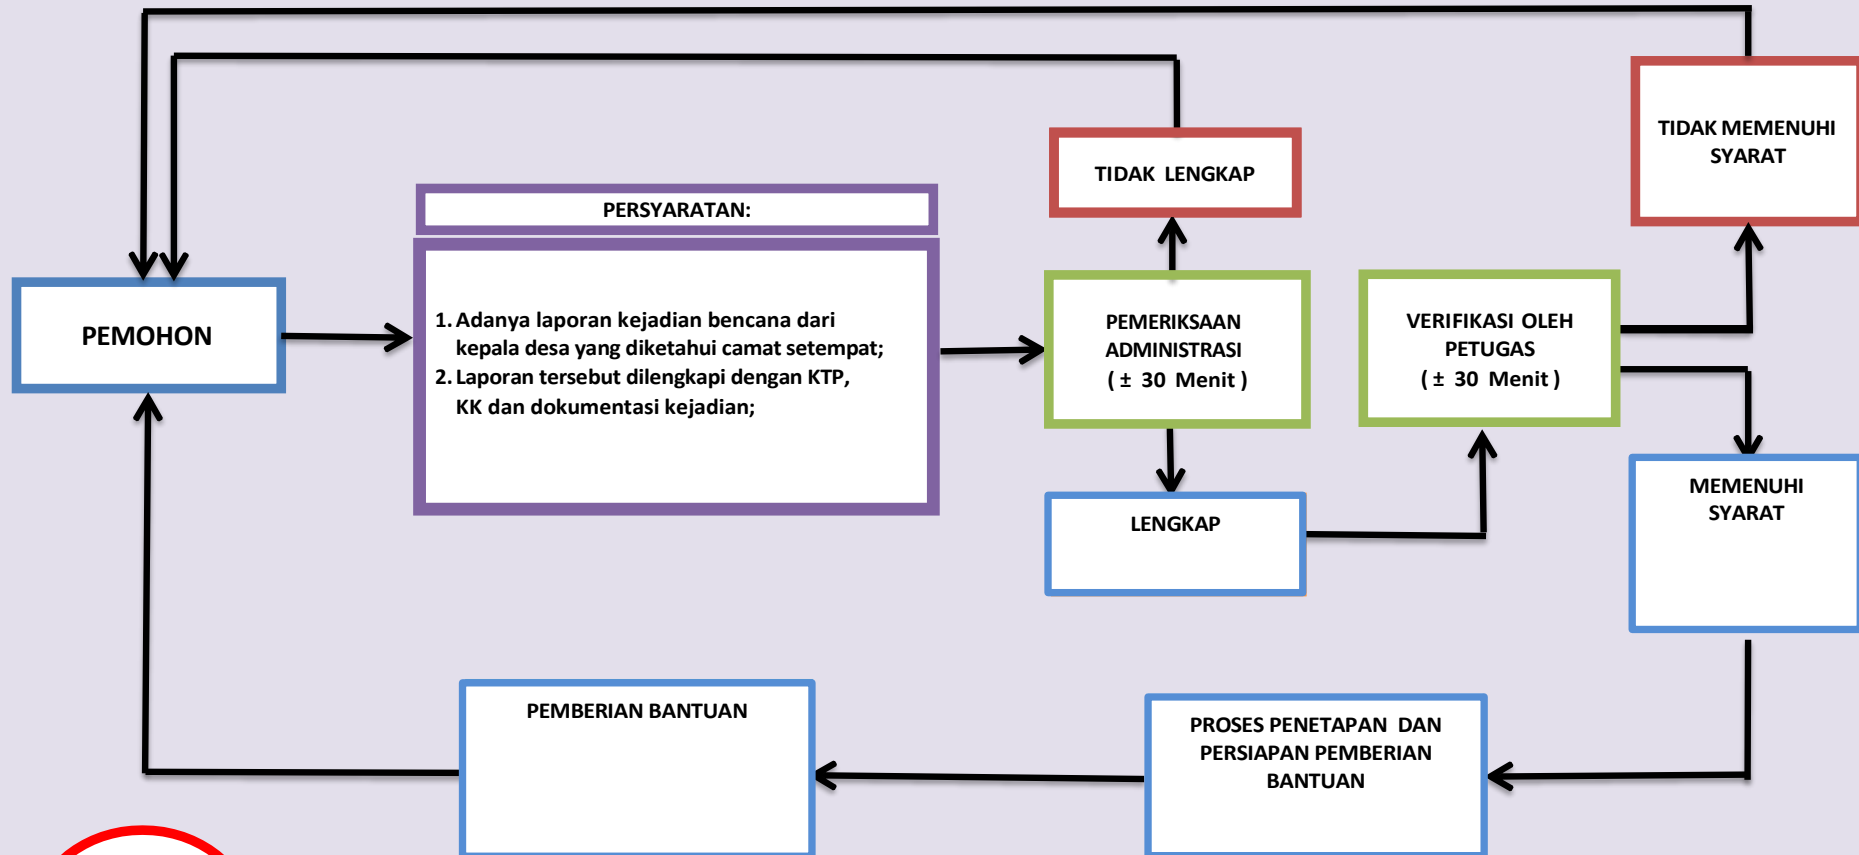 TIDAK MEMENUHI
SYARAT
TIDAK LENGKAP
PERSYARATAN:
PEMOHON
1. Adanya laporan kejadian bencana dari
kepala desa yang diketahui camat setempat;
2. Laporan tersebut dilengkapi dengan KTP,
KK dan dokumentasi kejadian;
PEMERIKSAAN
ADMINISTRASI
( ± 30 Menit )
VERIFIKASI OLEH
PETUGAS
( ± 30 Menit )
LENGKAP
MEMENUHI
SYARAT
PEMBERIAN BANTUAN
PROSES PENETAPAN DAN
PERSIAPAN PEMBERIAN
BANTUAN